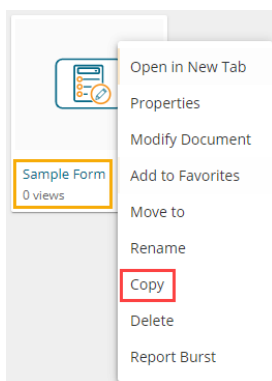 Open in New Tab
Properties
Modify Document
Sample Form
0 views
Add to Favorites
Move to
Rename
Copy
Delete
Report Burst